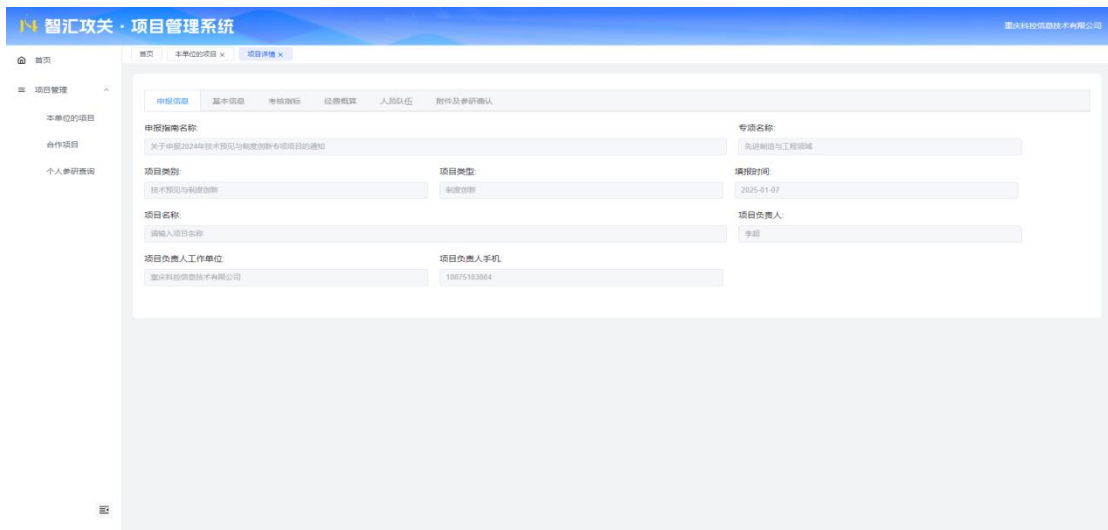 智汇攻关 · 项目管理系统
重庆科控信息技术有限公司
首页
项目管理
本单位的项目
合作项目
个人参研查询
首页 本单位的项目 × 项目详情 ×
申报信息 基本信息 考核指标 经费概算 人员队伍 附件及参研确认
申报指南名称: 专项名称:
关于申报2024年技术预见与制度创新专项项目的通知 先进制造与工程领域
项目类别: 项目类型: 填报时间:
技术预见与制度创新 制度创新 2025-01-07
项目名称: 项目负责人:
请输入项目名称 李超
项目负责人工作单位: 项目负责人手机:
重庆科控信息技术有限公司 18875183884